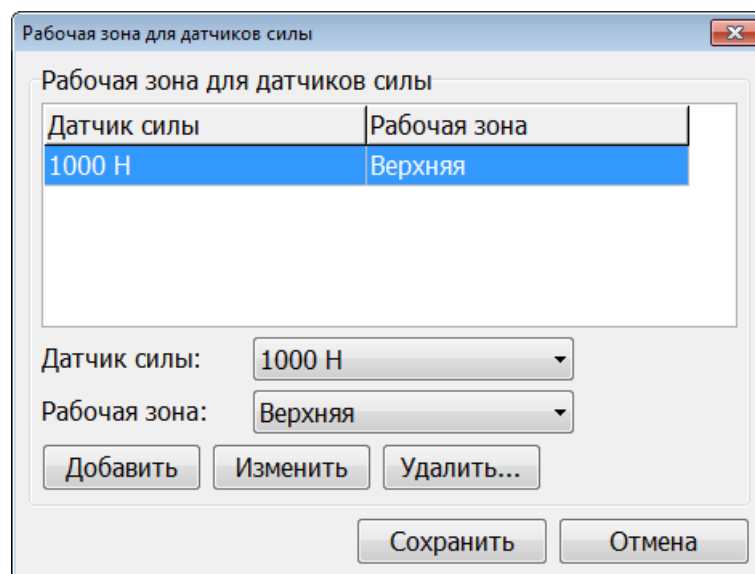 Рабочая зона для датчиков силы
Рабочая зона для датчиков силы
Датчик силы Рабочая зона
1000 Н Верхняя
Датчик силы: 1000 Н
Рабочая зона: Верхняя
Добавить Изменить Удалить...
Сохранить Отмена